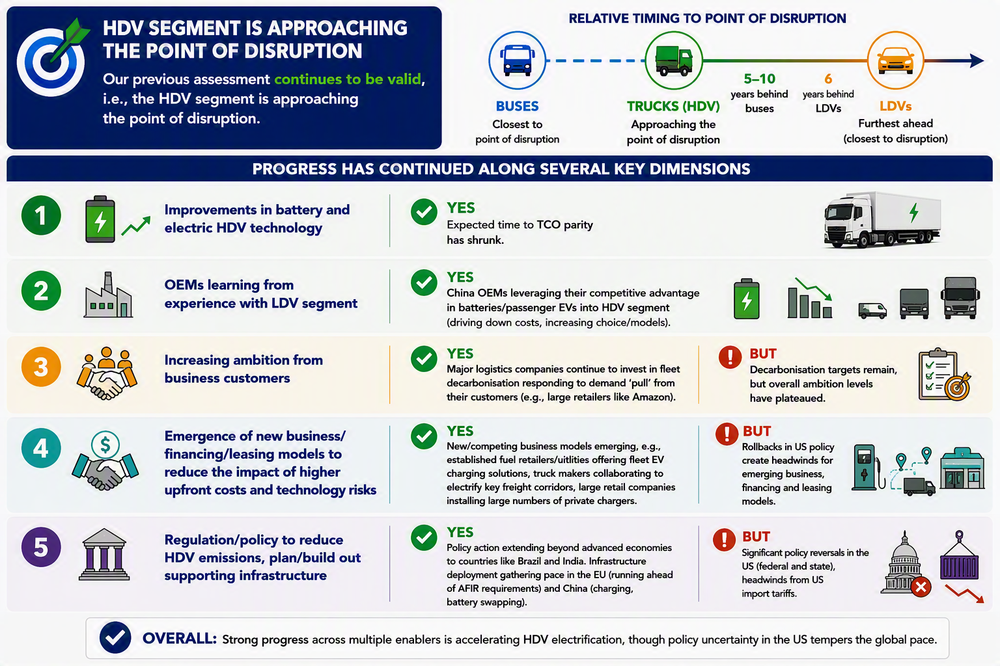 HDV SEGMENT IS APPROACHING
THE POINT OF DISRUPTION
Our previous assessment continues to be valid,
i.e., the HDV segment is approaching
the point of disruption.
RELATIVE TIMING TO POINT OF DISRUPTION
BUSES
Closest to
point of disruption
TRUCKS (HDV)
Approaching the
point of disruption
5–10
years behind
buses
6
years behind
LDVs
LDVs
Furthest ahead
(closest to disruption)
PROGRESS HAS CONTINUED ALONG SEVERAL KEY DIMENSIONS
1
Improvements in battery and
electric HDV technology
YES
Expected time to TCO parity
has shrunk.
2
OEMs learning from
experience with LDV segment
YES
China OEMs leveraging their competitive advantage
in batteries/passenger EVs into HDV segment
(driving down costs, increasing choice/models).
3
Increasing ambition from
business customers
YES
Major logistics companies continue to invest in fleet
decarbonisation responding to demand ‘pull’ from
their customers (e.g., large retailers like Amazon).
BUT
Decarbonisation targets remain,
but overall ambition levels
have plateaued.
4
$
Emergence of new business/
financing/leasing models to
reduce the impact of higher
upfront costs and technology risks
YES
New/competing business models emerging, e.g.,
established fuel retailers/uitlities offering fleet EV
charging solutions, truck makers collaborating to
electrify key freight corridors, large retail companies
installing large numbers of private chargers.
BUT
Rollbacks in US policy
create headwinds for
emerging business,
financing and leasing
models.
5
Regulation/policy to reduce
HDV emissions, plan/build out
supporting infrastructure
YES
Policy action extending beyond advanced economies
to countries like Brazil and India. Infrastructure
deployment gathering pace in the EU (running ahead
of AFIR requirements) and China (charging,
battery swapping).
BUT
Significant policy reversals in the
US (federal and state),
headwinds from US
import tariffs.
OVERALL: Strong progress across multiple enablers is accelerating HDV electrification, though policy uncertainty in the US tempers the global pace.